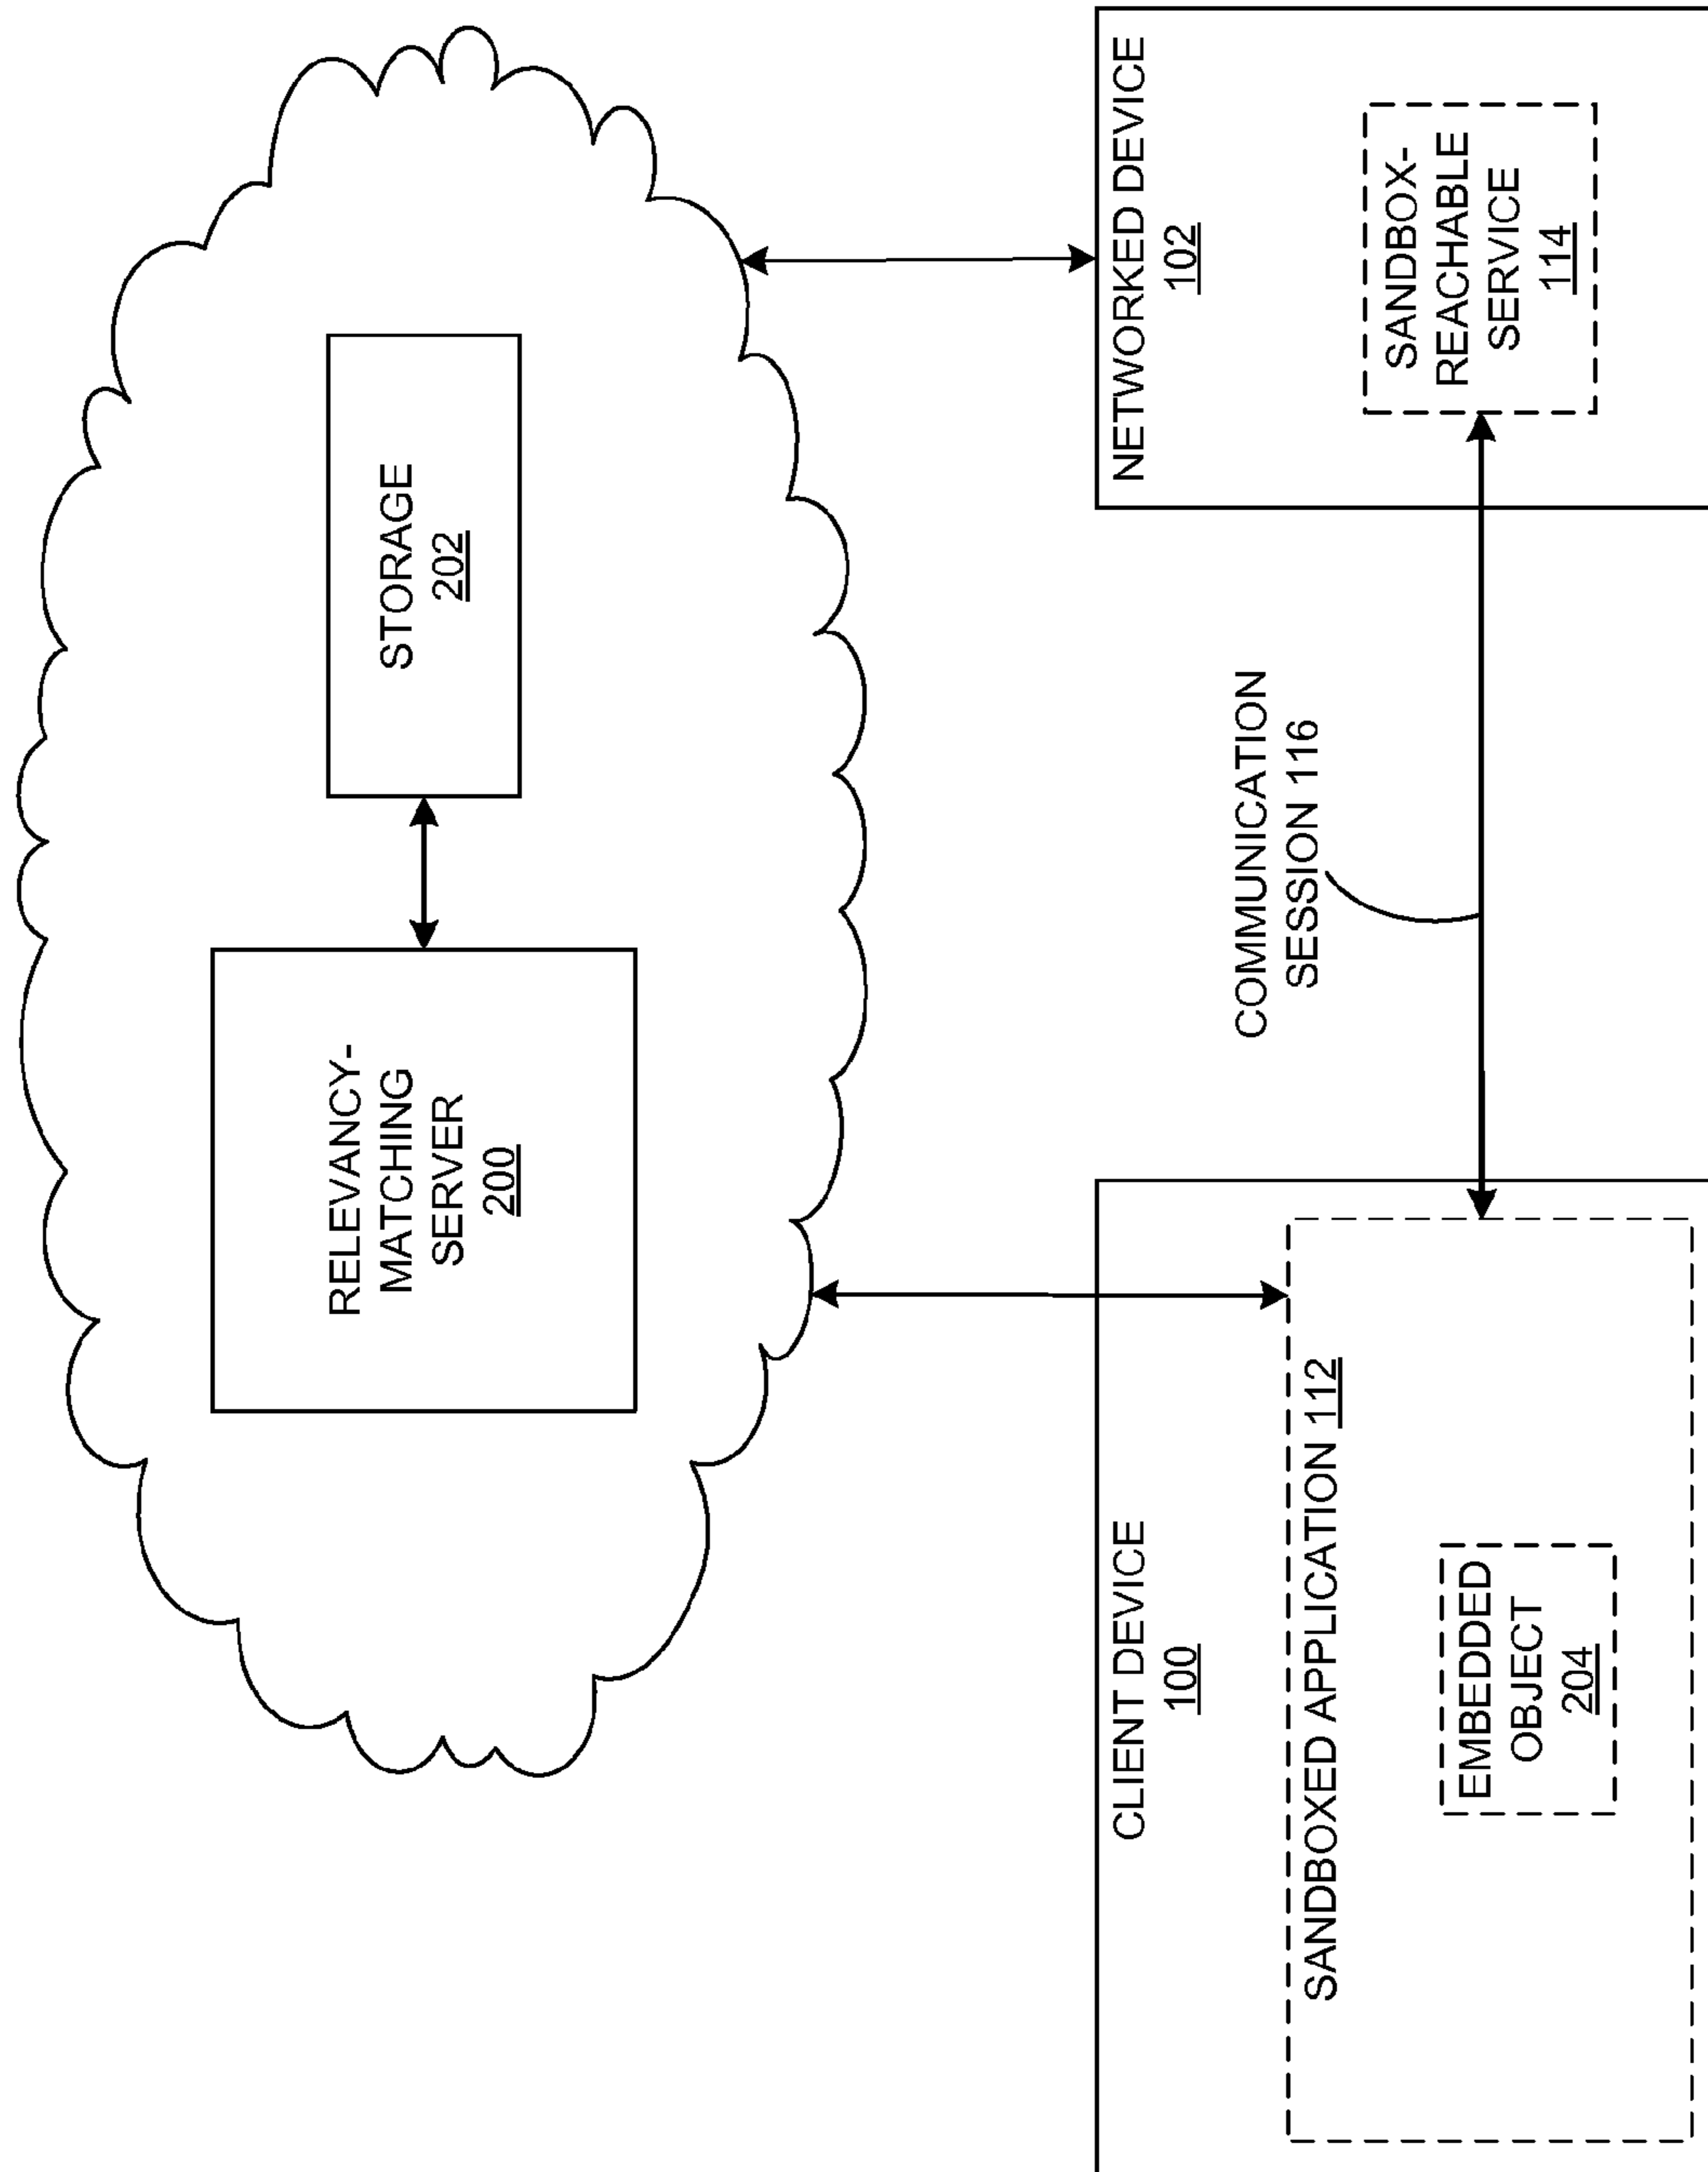 RELEVANCY-
MATCHING
SERVER
200
STORAGE
202
CLIENT DEVICE
100
SANDBOXED APPLICATION 112
EMBEDDED
OBJECT
204
COMMUNICATION
SESSION 116
NETWORKED DEVICE
102
SANDBOX-
REACHABLE
SERVICE
114